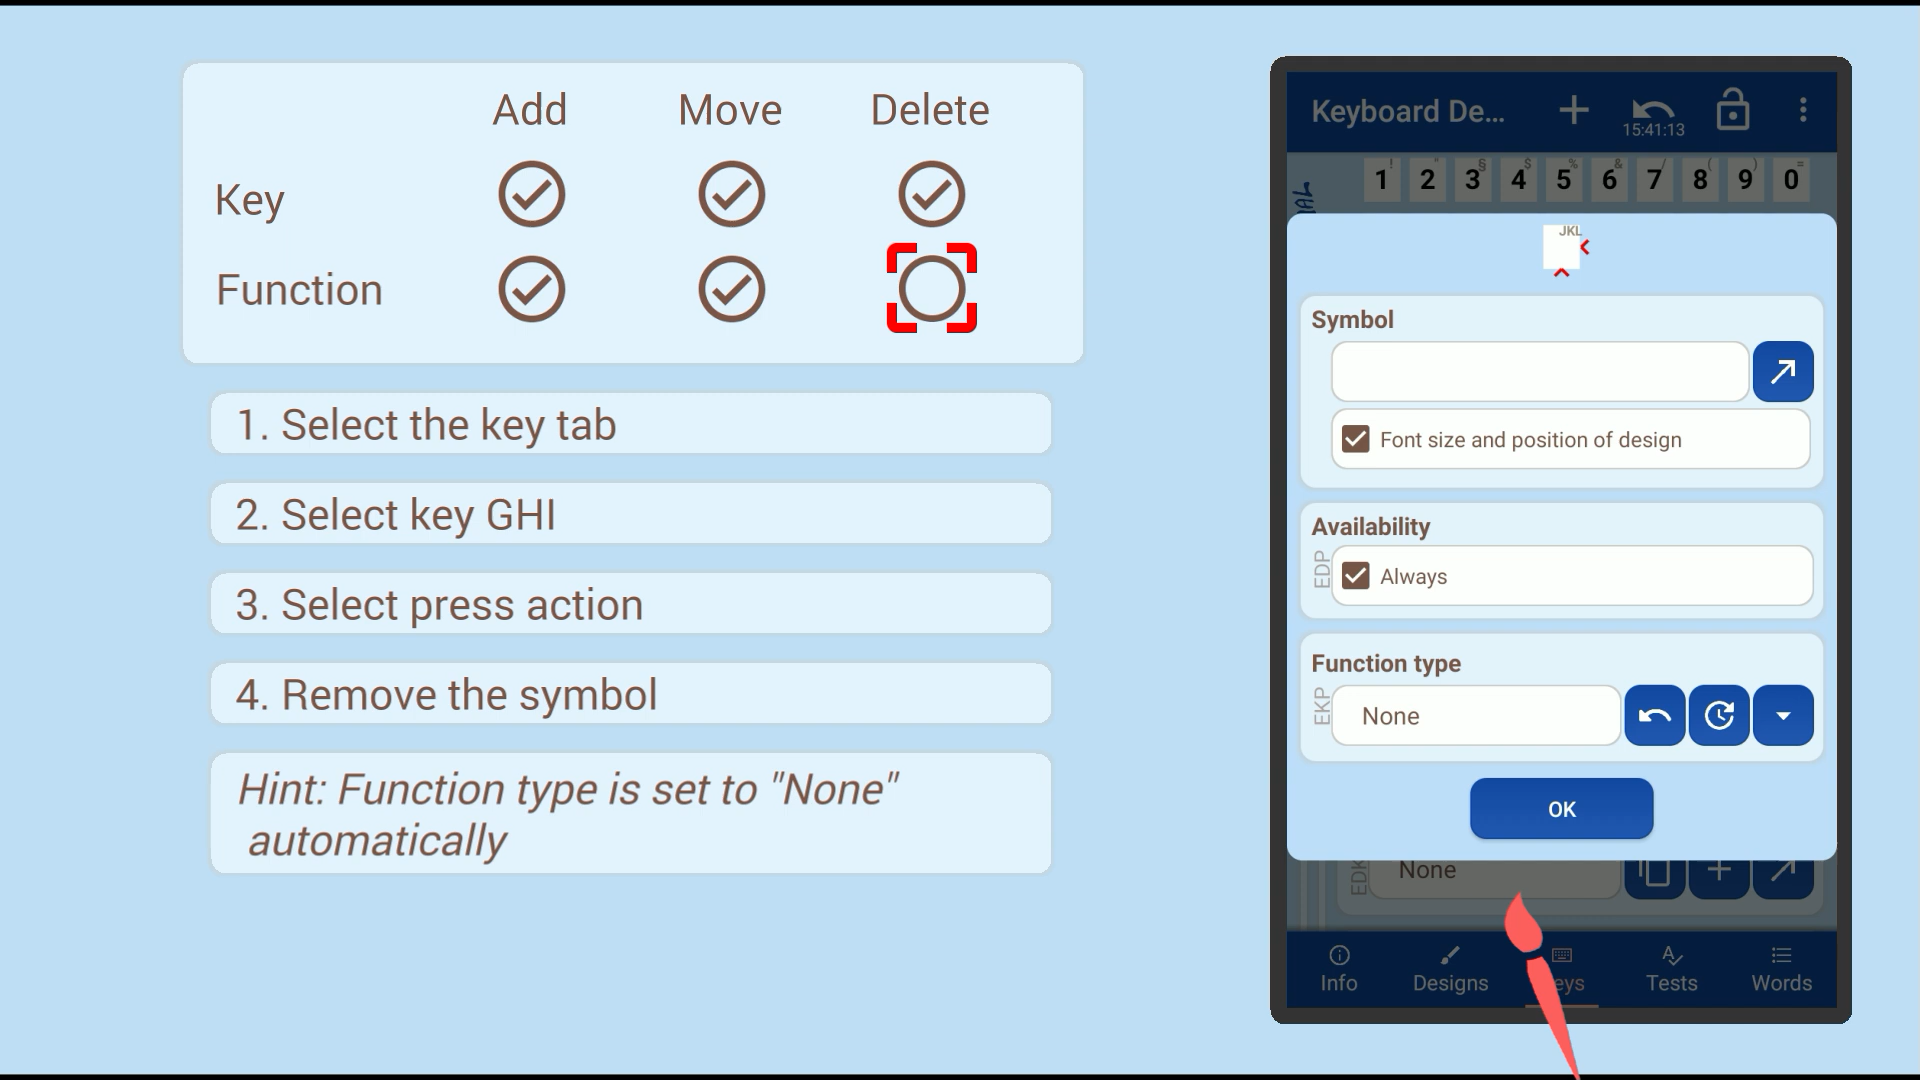 Add Move Delete
Key
Function
1. Select the key tab
2. Select key GHI
3. Select press action
4. Remove the symbol
Hint: Function type is set to "None"
automatically
Keyboard De...
15:41:13
1 ! 2 " 3 § 4 $ 5 % 6 & 7 / 8 ( 9 ) 0 =
JKL
Symbol
Font size and position of design
Availability
EDP
Always
Function type
EKP
None
OK
None
Info Designs Tests Words